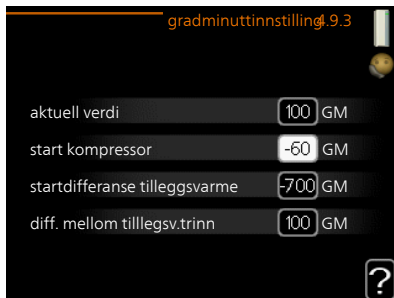 gradminuttinnstilling 4.9.3
aktuell verdi 100 GM
start kompressor -60 GM
startdifferanse tilleggsvarme -700 GM
diff. mellom tilllegsv.trinn 100 GM
?